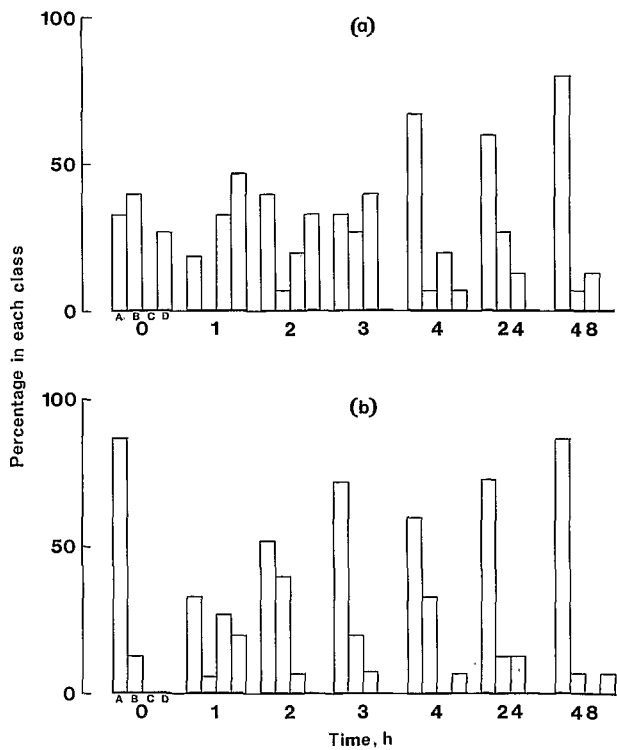 Percentage in each class
(a)
100
50
0
A B C D
0 1 2 3 4 24 48
(b)
100
50
0
A B C D
0 1 2 3 4 24 48
Time, h